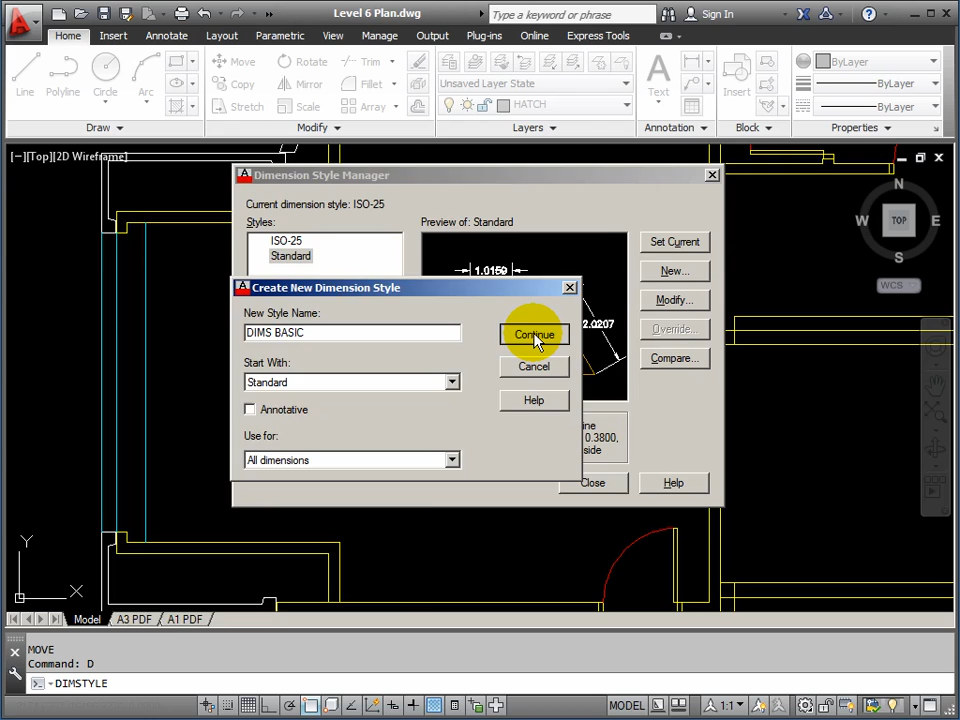 Level 6 Plan.dwg
Type a keyword or phrase
Sign In
Home Insert Annotate Layout Parametric View Manage Output Plug-ins Online Express Tools
Line Polyline Circle Arc
Move Rotate Trim
Copy Mirror Fillet
Stretch Scale Array
Unsaved Layer State
HATCH
Text
Insert
ByLayer
ByLayer
ByLayer
Draw Modify Layers Annotation Block Properties
[−][Top][2D Wireframe]
N
W TOP E
S
WCS
Dimension Style Manager
Current dimension style: ISO-25
Styles:
Preview of: Standard
ISO-25
Standard
1.0159
2.0207
Set Current
New...
Modify...
Override...
Compare...
Create New Dimension Style
New Style Name:
DIMS BASIC
Continue
Start With:
Cancel
Standard
Help
Annotative
Use for:
All dimensions
ine
0.3800,
side
Close
Help
Y
X
Model A3 PDF A1 PDF
MOVE
Command: D
DIMSTYLE
MODEL
1:1